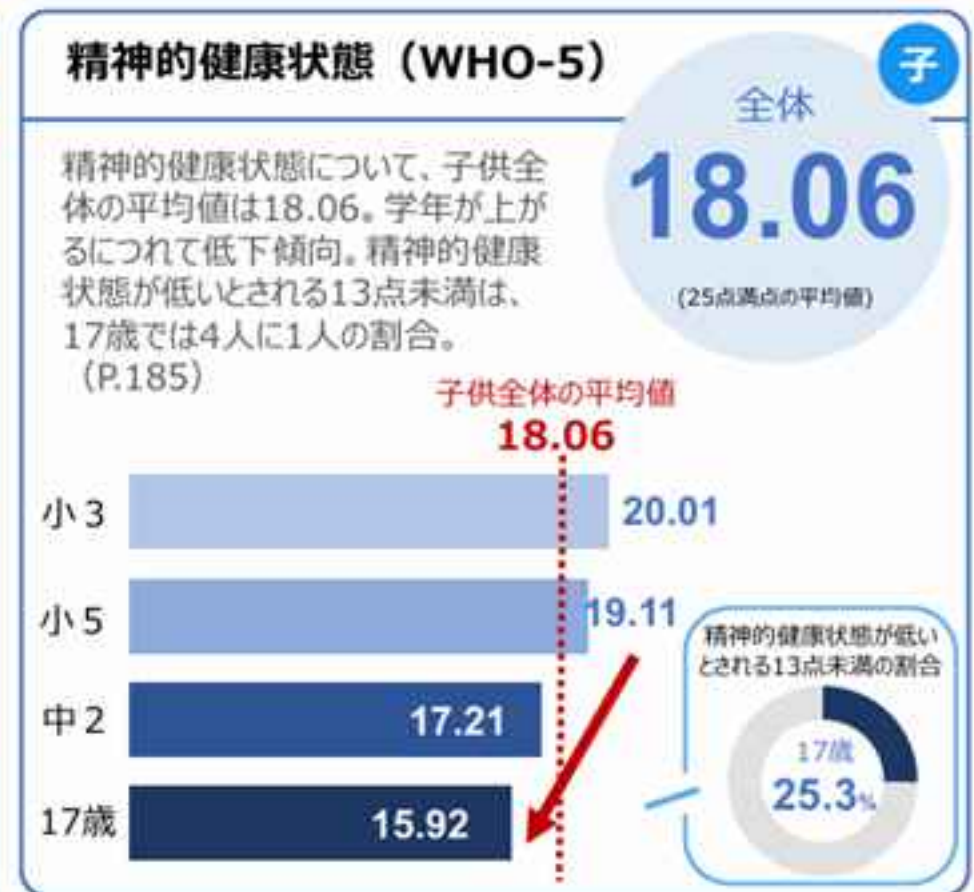 精神的健康状態（WHO-5）
子
全体
18.06
(25点満点の平均値)
精神的健康状態について、子供全
体の平均値は18.06。学年が上が
るにつれて低下傾向。精神的健康
状態が低いとされる13点未満は、
17歳では4人に1人の割合。
（P.185）
子供全体の平均値
18.06
小3 20.01
小5 19.11
中2 17.21
17歳 15.92
精神的健康状態が低い
とされる13点未満の割合
17歳
25.3%